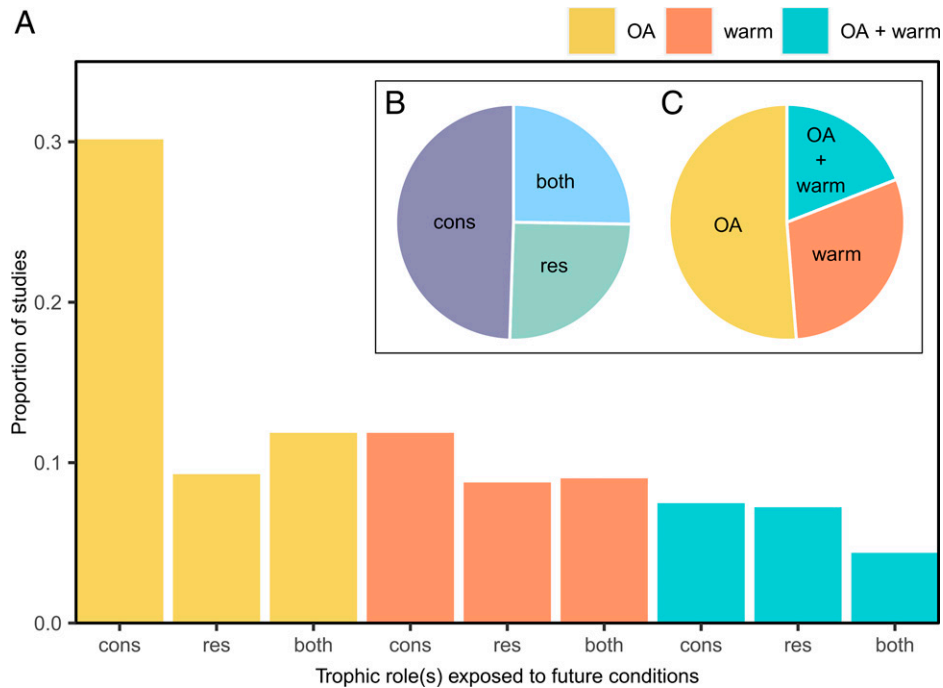 A
OA warm OA + warm
B
C
both
cons
res
OA
+
warm
OA
warm
Proportion of studies
0.3
0.2
0.1
0.0
cons res both cons res both cons res both
Trophic role(s) exposed to future conditions